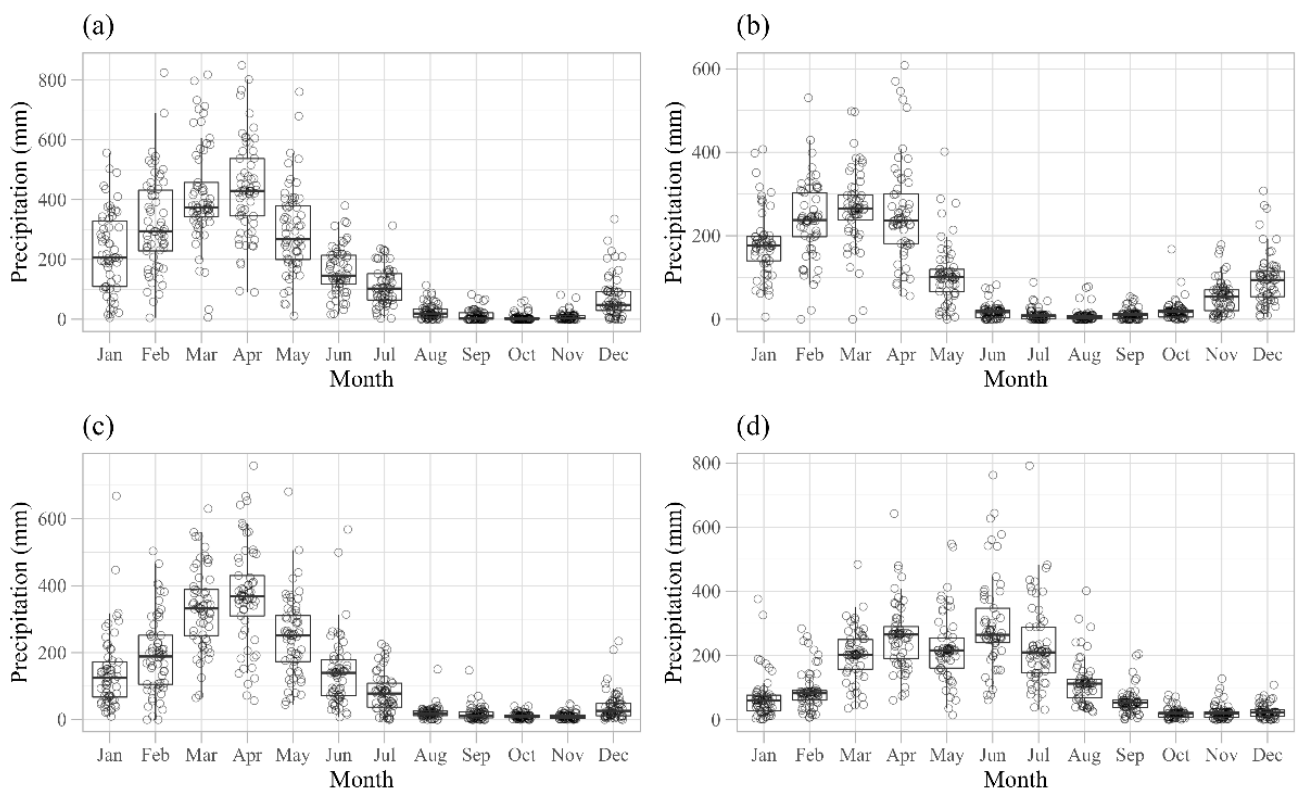 (a)
Precipitation (mm)
800
600
400
200
0
Jan Feb Mar Apr May Jun Jul Aug Sep Oct Nov Dec
Month
(b)
Precipitation (mm)
600
400
200
0
Jan Feb Mar Apr May Jun Jul Aug Sep Oct Nov Dec
Month
(c)
Precipitation (mm)
600
400
200
0
Jan Feb Mar Apr May Jun Jul Aug Sep Oct Nov Dec
Month
(d)
Precipitation (mm)
800
600
400
200
0
Jan Feb Mar Apr May Jun Jul Aug Sep Oct Nov Dec
Month